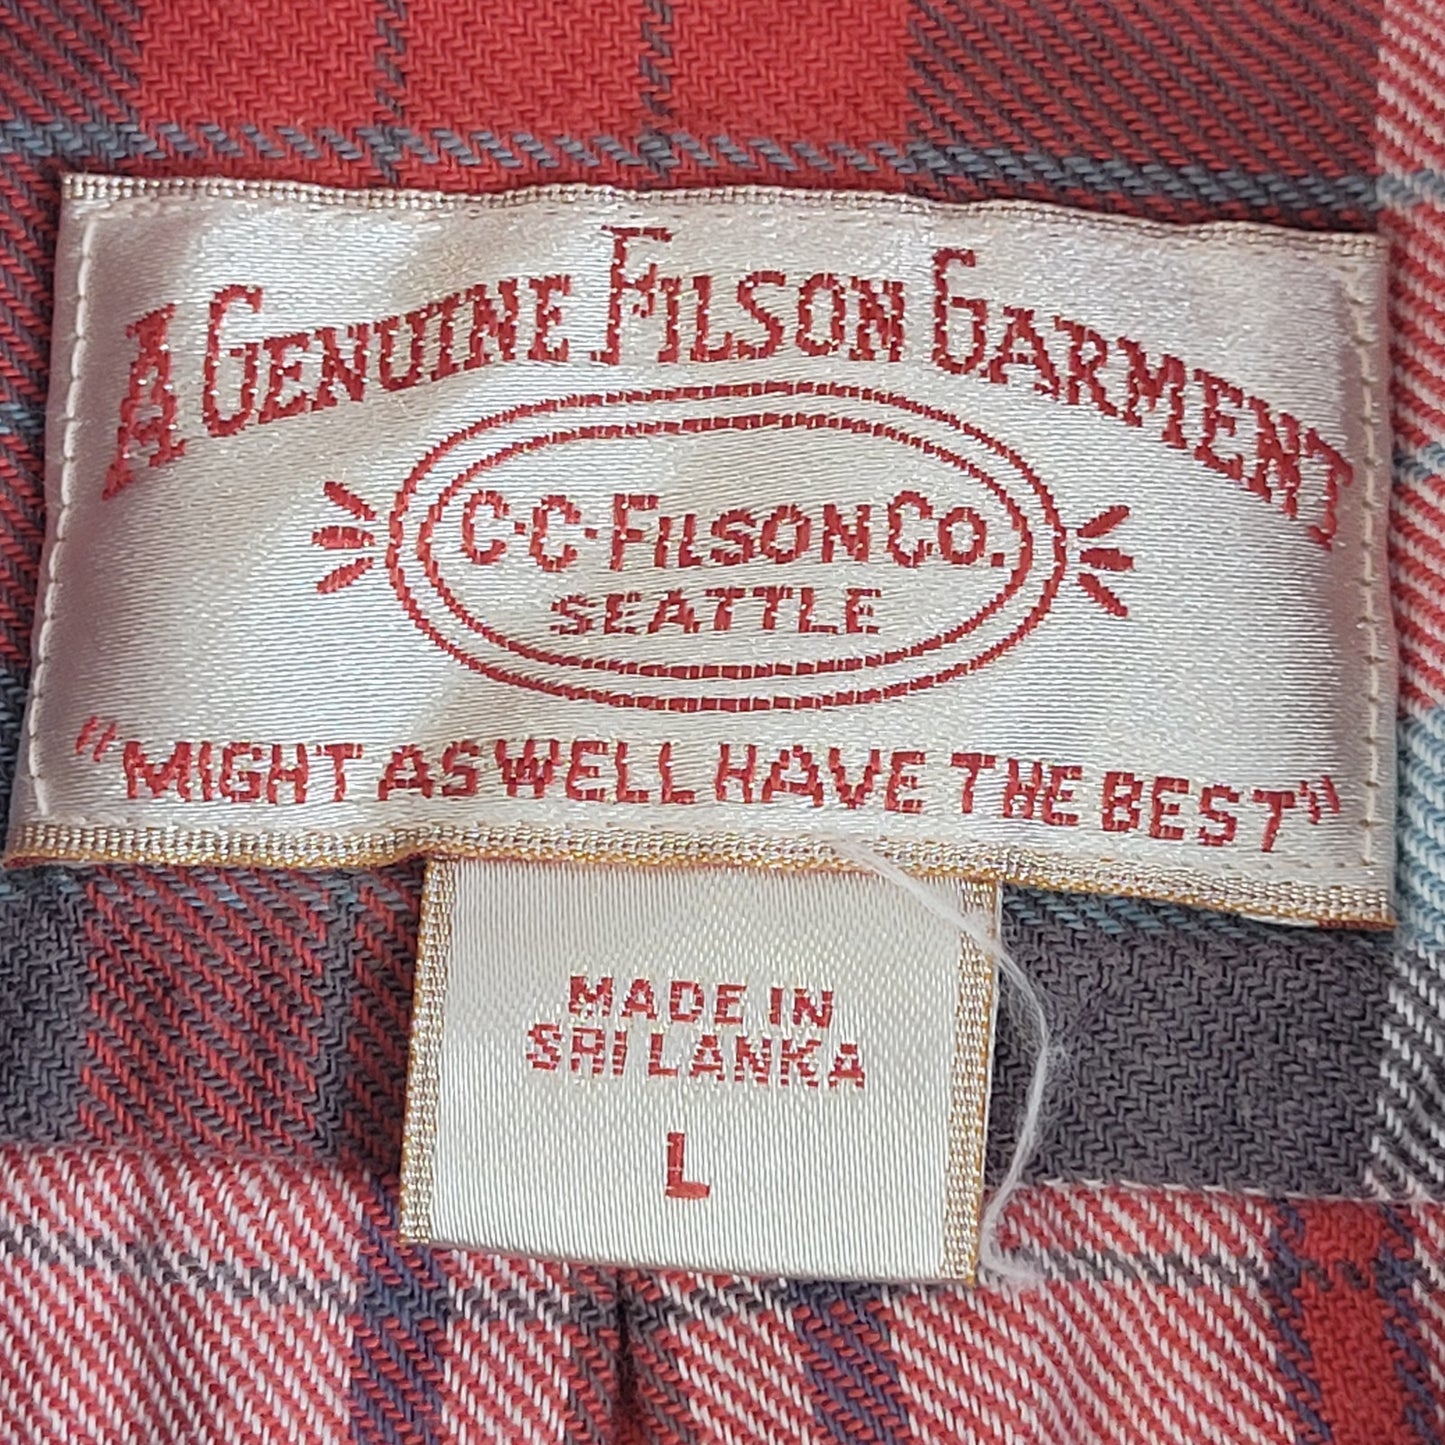 A GENUINE FILSON GARMENT
C·C·FILSON CO.
SEATTLE
"MIGHT AS WELL HAVE THE BEST"
MADE IN
SRI LANKA
L